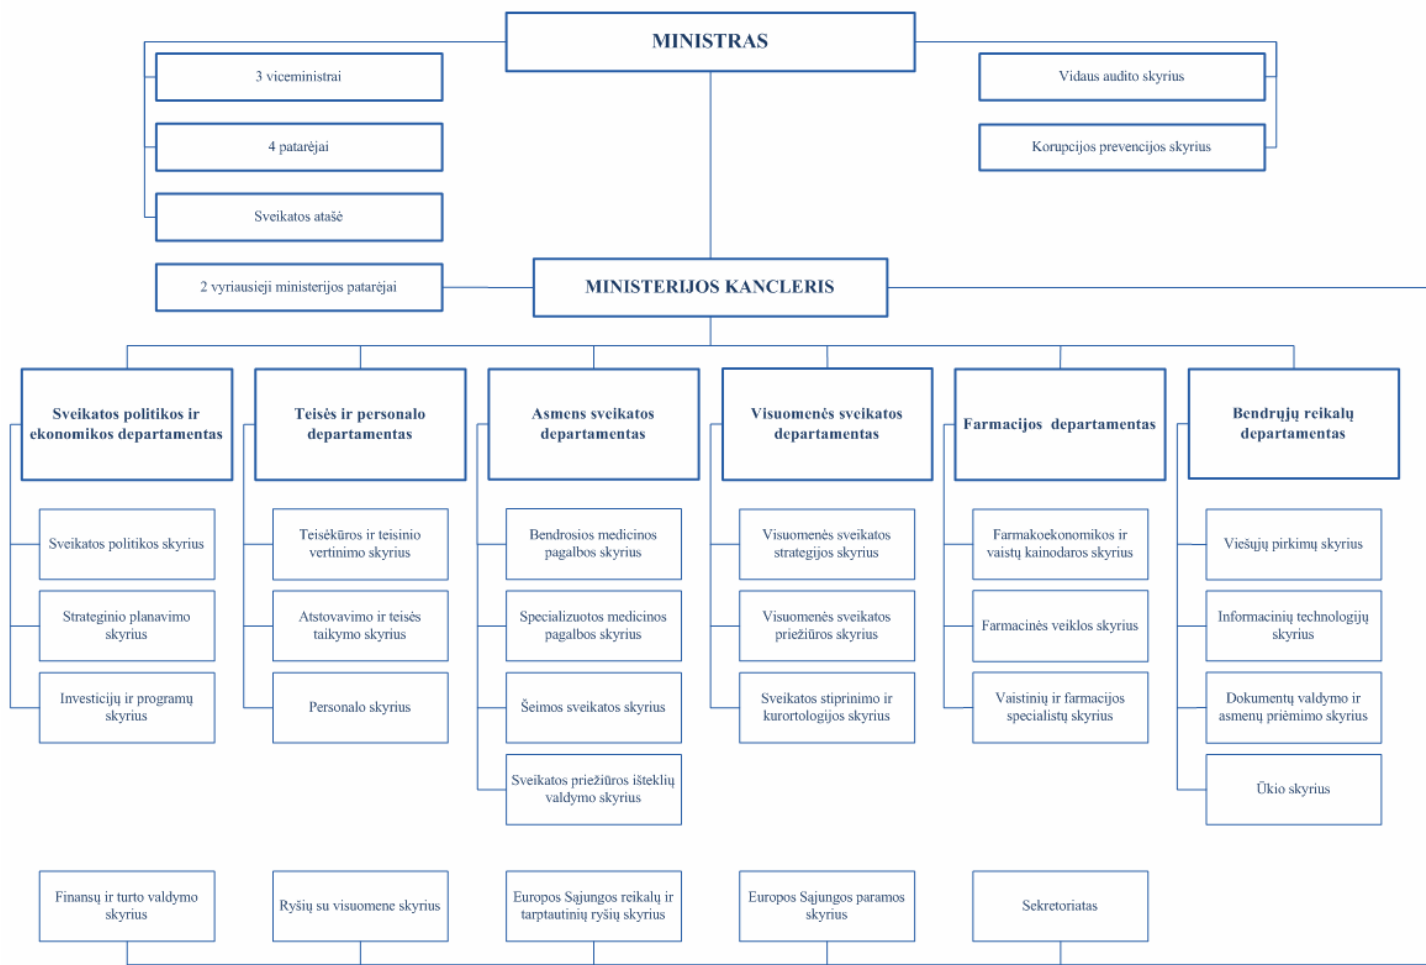 MINISTRAS
3 viceministrai
Vidaus audito skyrius
4 patarėjai
Korupcijos prevencijos skyrius
Sveikatos atašė
2 vyriausieji ministerijos patarėjai
MINISTERIJOS KANCLERIS
Sveikatos politikos ir
ekonomikos departamentas
Teisės ir personalo
departamentas
Asmens sveikatos
departamentas
Visuomenės sveikatos
departamentas
Farmacijos departamentas
Bendrųjų reikalų
departamentas
Sveikatos politikos skyrius
Teisėkūros ir teisinio
vertinimo skyrius
Bendrosios medicinos
pagalbos skyrius
Visuomenės sveikatos
strategijos skyrius
Farmakoekonomikos ir
vaistų kainodaros skyrius
Viešųjų pirkimų skyrius
Strateginio planavimo
skyrius
Atstovavimo ir teisės
taikymo skyrius
Specializuotos medicinos
pagalbos skyrius
Visuomenės sveikatos
priežiūros skyrius
Farmacinės veiklos skyrius
Informacinių technologijų
skyrius
Investicijų ir programų
skyrius
Personalo skyrius
Šeimos sveikatos skyrius
Sveikatos stiprinimo ir
kurortologijos skyrius
Vaistinių ir farmacijos
specialistų skyrius
Dokumentų valdymo ir
asmenų priėmimo skyrius
Sveikatos priežiūros išteklių
valdymo skyrius
Ūkio skyrius
Finansų ir turto valdymo
skyrius
Ryšių su visuomene skyrius
Europos Sąjungos reikalų ir
tarptautinių ryšių skyrius
Europos Sąjungos paramos
skyrius
Sekretoriatas